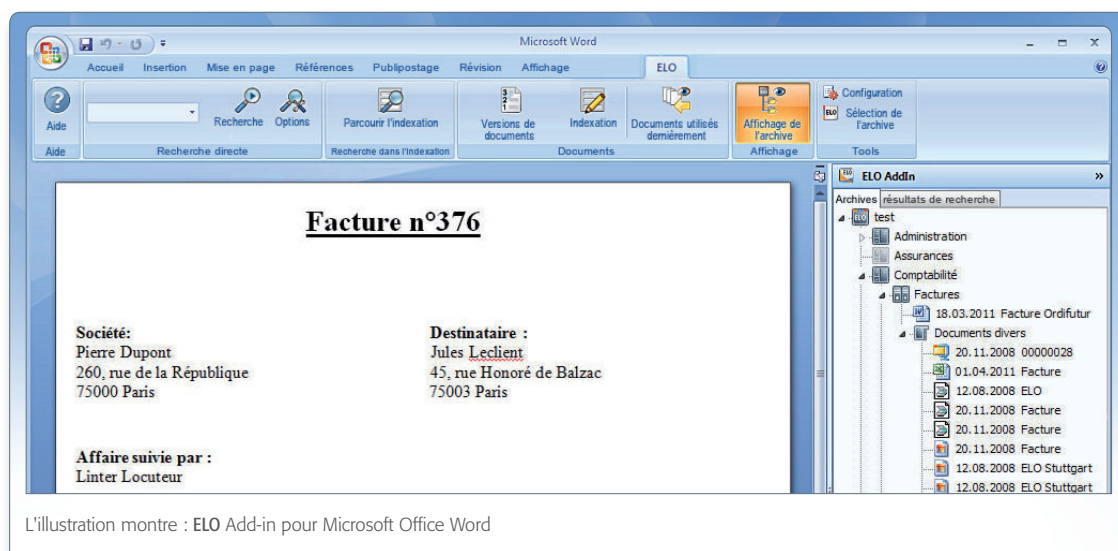 Microsoft Word
Accueil Insertion Mise en page Références Publipostage Révision Affichage ELO
Aide
Recherche
Options
Parcourir l'indexation
Versions de documents
Indexation
Documents utilisés dernièrement
Affichage de l'archive
Configuration
ELO Sélection de l'archive
Aide Recherche directe Recherche dans l'Indexation Documents Affichage Tools
ELO AddIn
Archives résultats de recherche
test
Administration
Assurances
Comptabilité
Factures
18.03.2011 Facture Ordifutur
Documents divers
20.11.2008 00000028
01.04.2011 Facture
12.08.2008 ELO
20.11.2008 Facture
20.11.2008 Facture
20.11.2008 Facture
12.08.2008 ELO Stuttgart
12.08.2008 ELO Stuttgart
Facture n°376
Société:
Pierre Dupont
260, rue de la République
75000 Paris
Destinataire :
Jules Leclient
45, rue Honoré de Balzac
75003 Paris
Affaire suivie par :
Linter Locuteur
L'illustration montre : ELO Add-in pour Microsoft Office Word